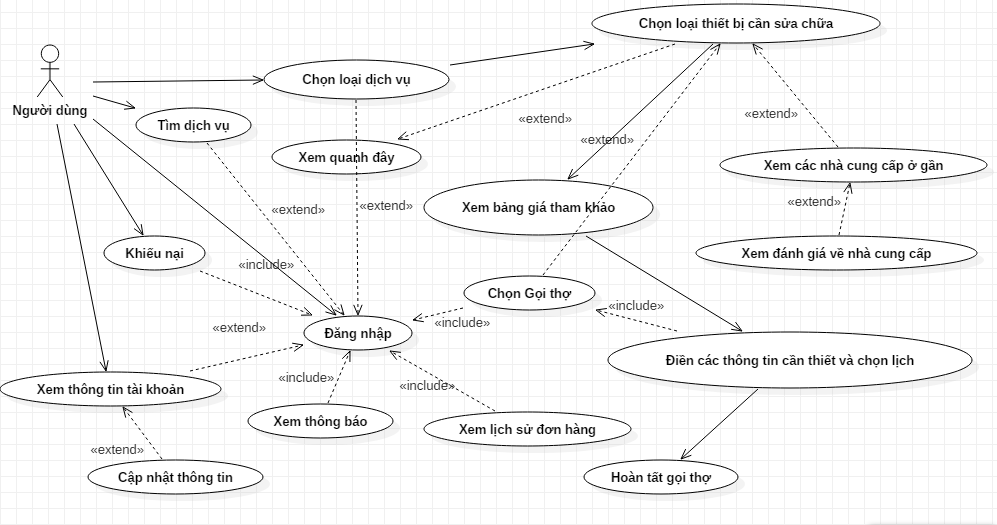 Chọn loại thiết bị cần sửa chữa
Người dùng
Chọn loại dịch vụ
Tìm dịch vụ
«extend»
«extend»
«extend»
Xem quanh đây
Xem các nhà cung cấp ở gần
«extend»
«extend»
«extend»
Xem bảng giá tham khảo
Khiếu nại
Xem đánh giá về nhà cung cấp
«include»
Chọn Gọi thợ
«include»
«include»
«extend»
Đăng nhập
Điền các thông tin cần thiết và chọn lịch
«include»
«include»
Xem thông tin tài khoản
Xem thông báo
Xem lịch sử đơn hàng
«extend»
Cập nhật thông tin
Hoàn tất gọi thợ